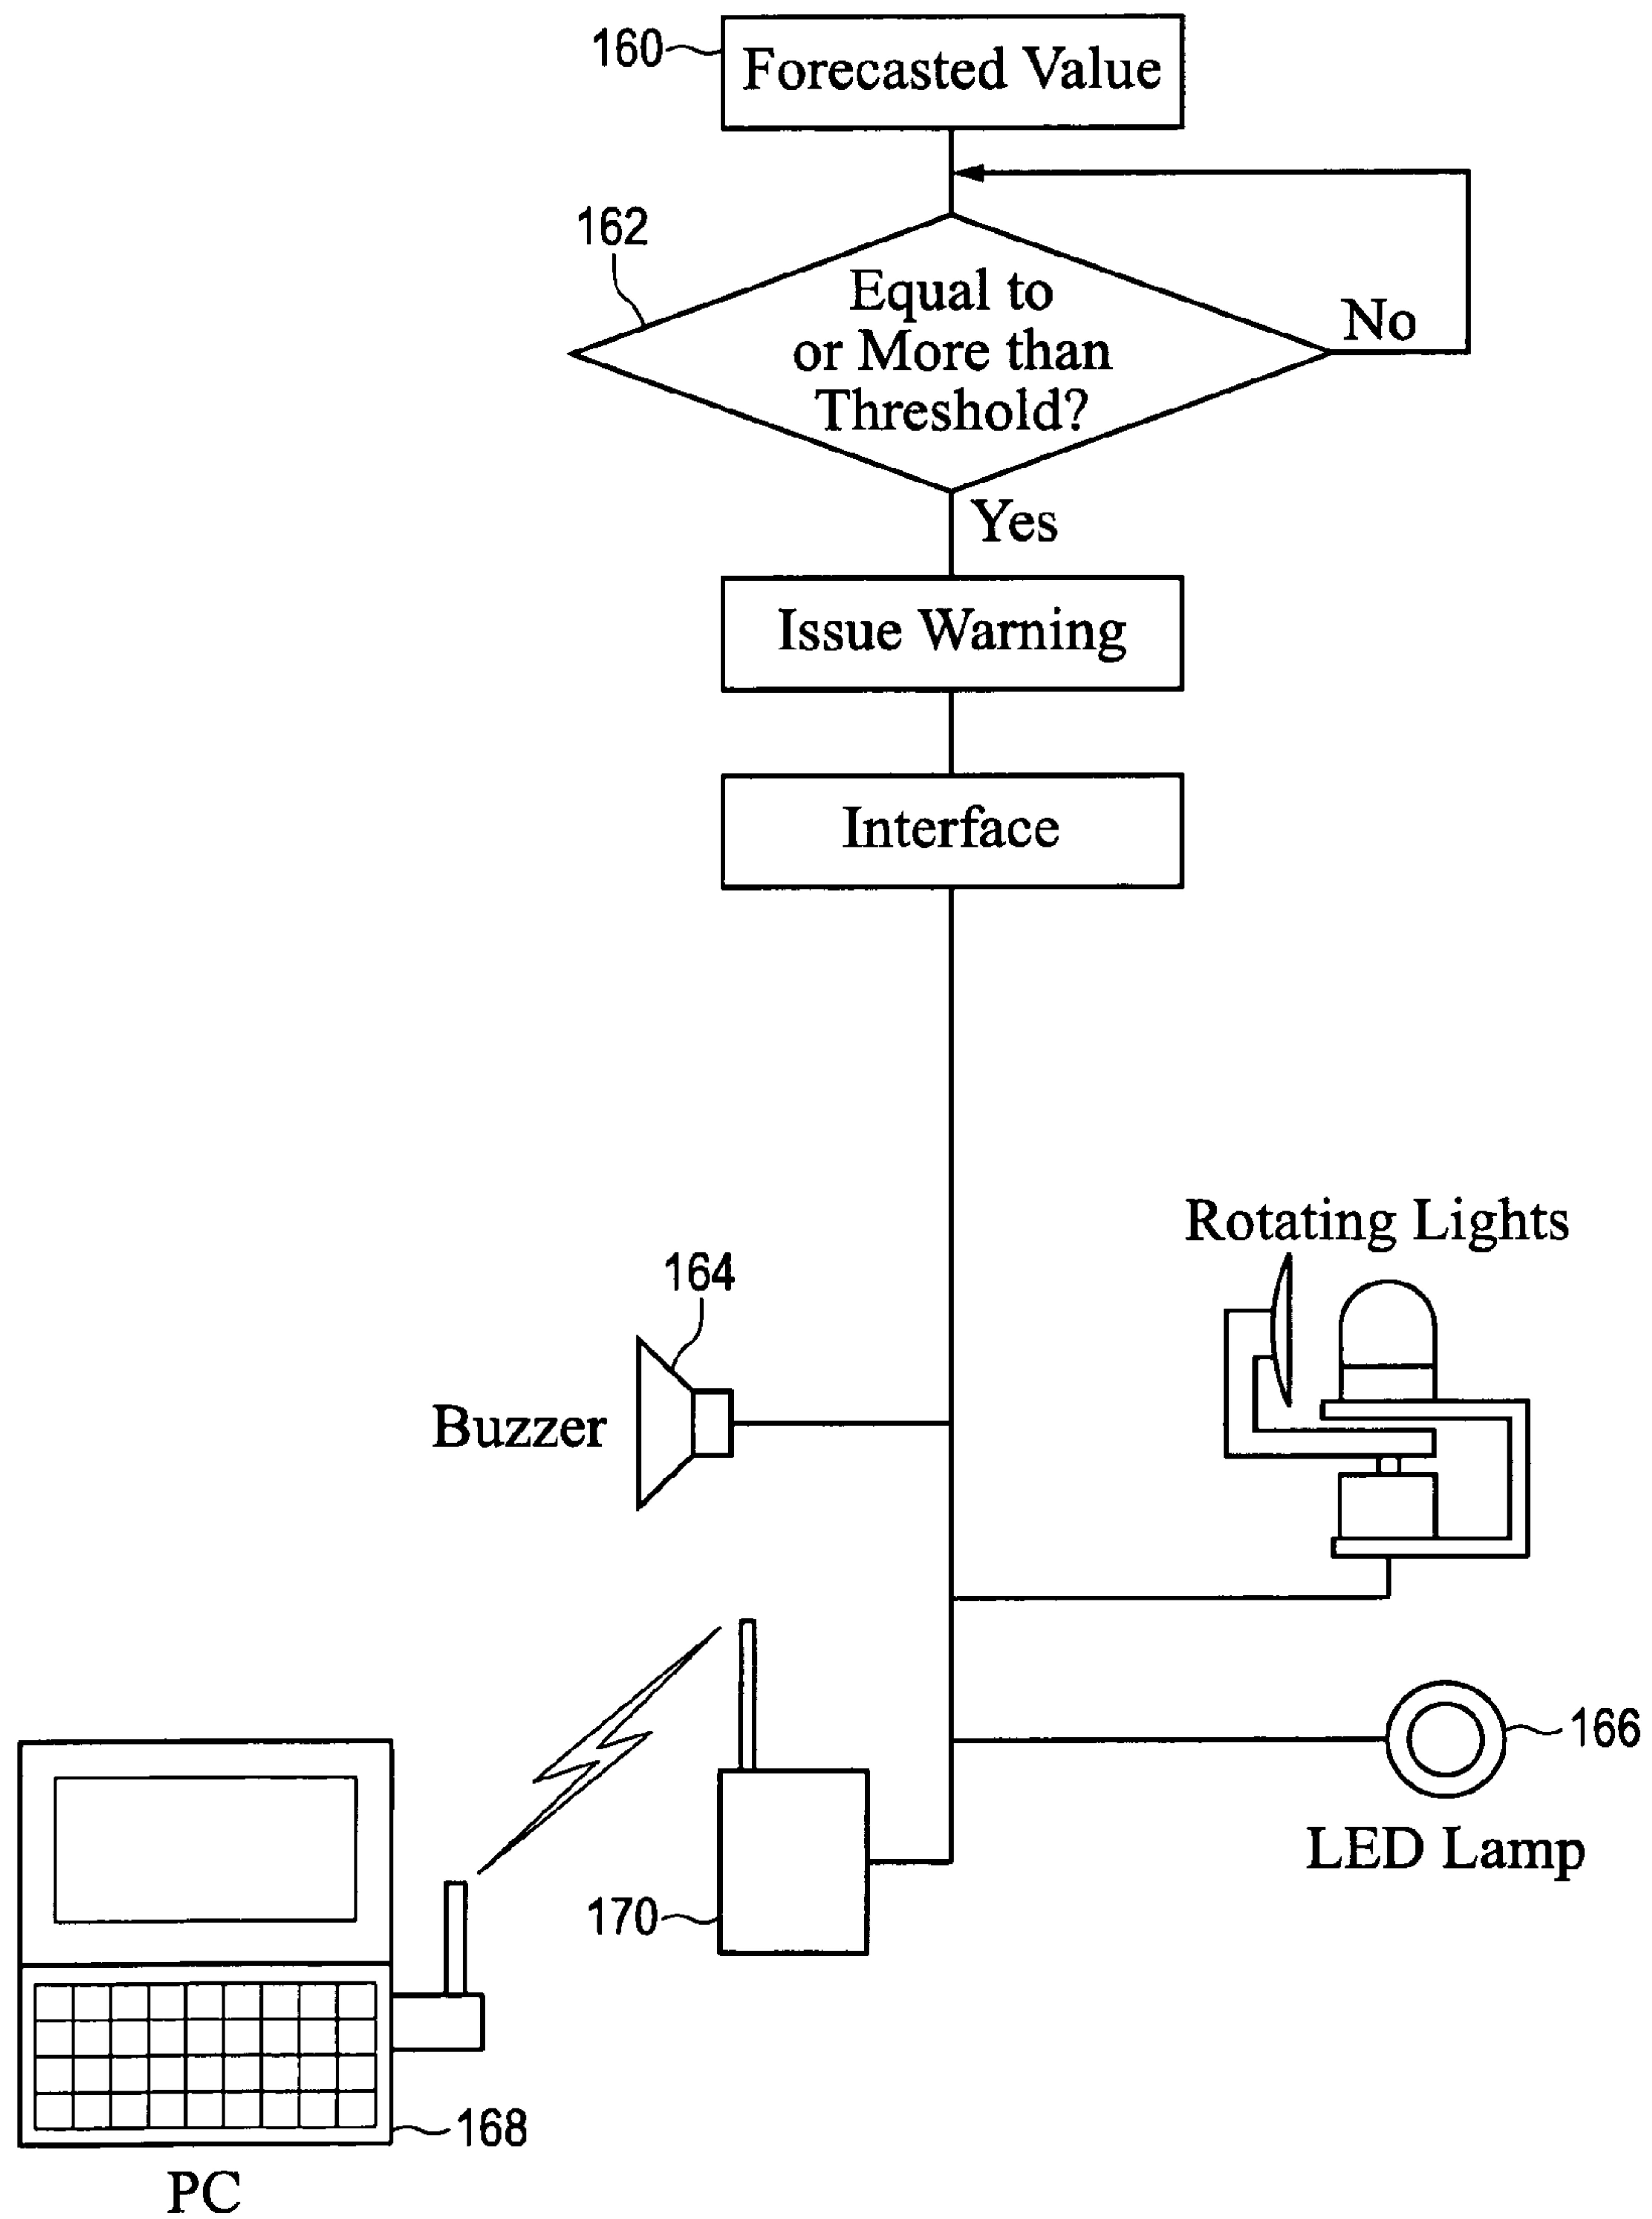 160
Forecasted Value
162
Equal to
or More than
Threshold?
No
Yes
Issue Warning
Interface
Rotating Lights
164
Buzzer
166
LED Lamp
170
168
PC